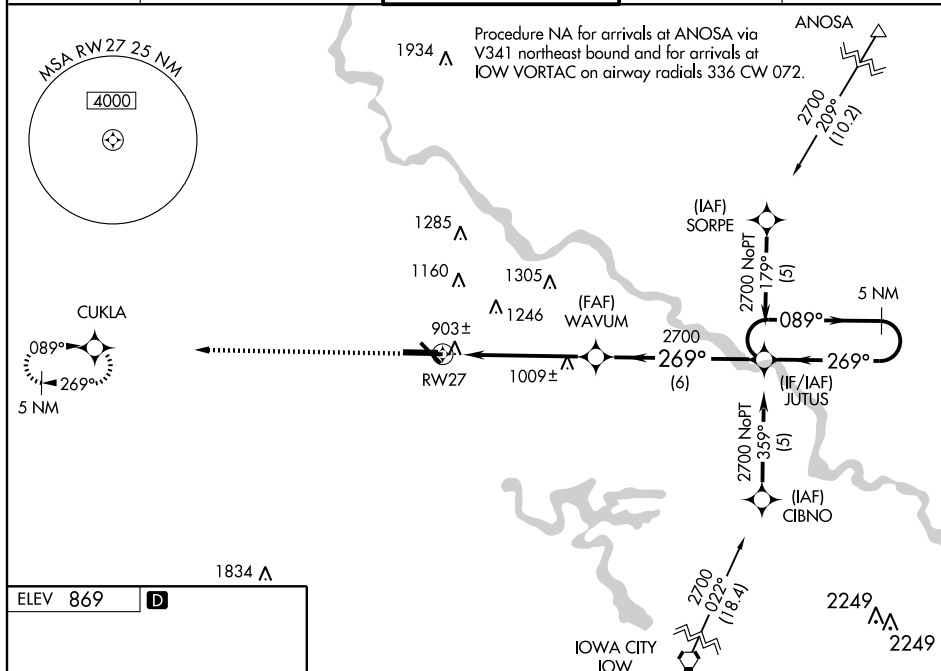 Procedure NA for arrivals at ANOSA via
V341 northeast bound and for arrivals at
IOW VORTAC on airway radials 336 CW 072.
ANOSA
1934
MSA RW 27 25 NM
4000
2700
209°
(10.2)
(IAF)
SORPE
2700 NoPT
179°
(5)
5 NM
089°
269°
(IF/IAF)
JUTUS
1285
1160
1305
1246
(FAF)
WAVUM
2700
269°
(6)
903±
RW27
1009±
CUKLA
089°
269°
5 NM
2700 NoPT
359°
(5)
(IAF)
CIBNO
2700
022°
(18.4)
IOWA CITY
IOW
1834
2249
2249
ELEV 869 D